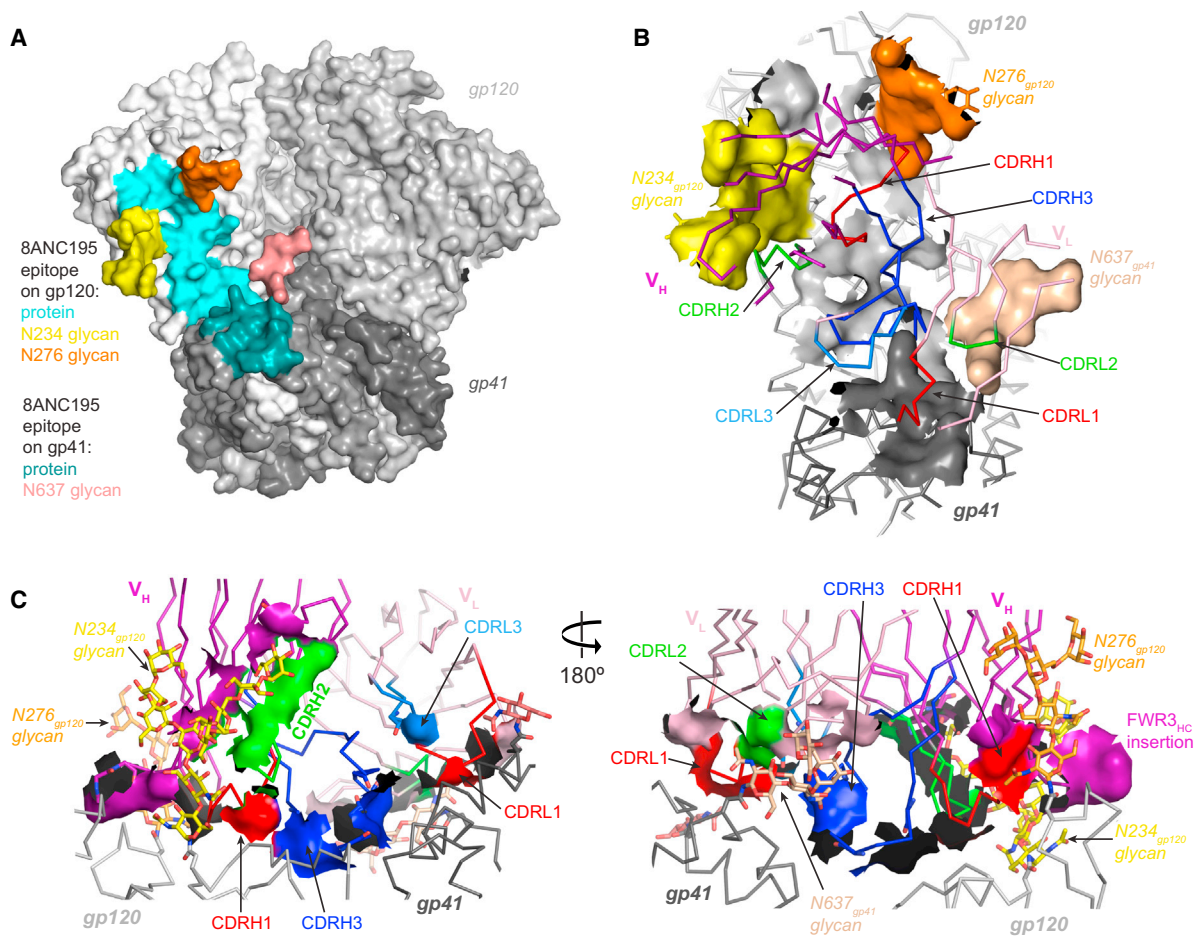 A
gp120
8ANC195
epitope
on gp120:
protein
N234 glycan
N276 glycan
8ANC195
epitope
on gp41:
protein
N637 glycan
gp41
B
gp120
N276gp120
glycan
CDRH1
N234gp120
glycan
CDRH3
VL
N637gp41
glycan
VH
CDRH2
CDRL2
CDRL3
CDRL1
gp41
C
VH
VL
N234gp120
glycan
CDRL3
N276gp120
glycan
CDRH2
CDRL1
gp120
CDRH1
CDRH3
gp41
180º
CDRH3
CDRH1
VH
VL
CDRL2
N276gp120
glycan
FWR3HC
insertion
CDRL1
N234gp120
glycan
gp41
N637gp41
glycan
gp120